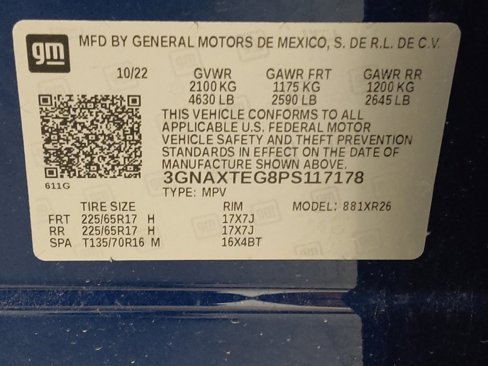 gm MFD BY GENERAL MOTORS DE MEXICO, S. DE R.L. DE C.V.
10/22 GVWR GAWR FRT GAWR RR
2100 KG 1175 KG 1200 KG
4630 LB 2590 LB 2645 LB
THIS VEHICLE CONFORMS TO ALL
APPLICABLE U.S. FEDERAL MOTOR
VEHICLE SAFETY AND THEFT PREVENTION
STANDARDS IN EFFECT ON THE DATE OF
MANUFACTURE SHOWN ABOVE.
611G
3GNAXTEG8PS117178
TYPE: MPV
TIRE SIZE RIM MODEL: 881XR26
FRT 225/65R17 H 17X7J
RR 225/65R17 H 17X7J
SPA T135/70R16 M 16X4BT